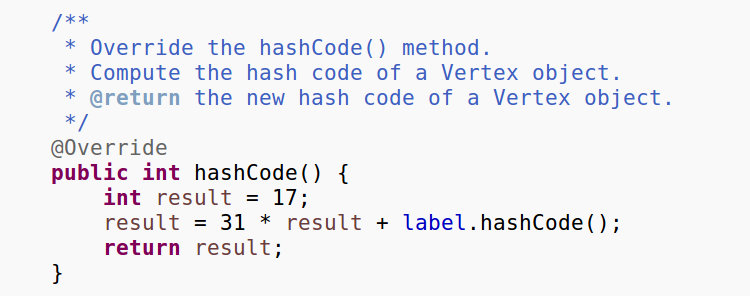 /**
 * Override the hashCode() method.
 * Compute the hash code of a Vertex object.
 * @return the new hash code of a Vertex object.
 */
@Override
public int hashCode() {
    int result = 17;
    result = 31 * result + label.hashCode();
    return result;
}